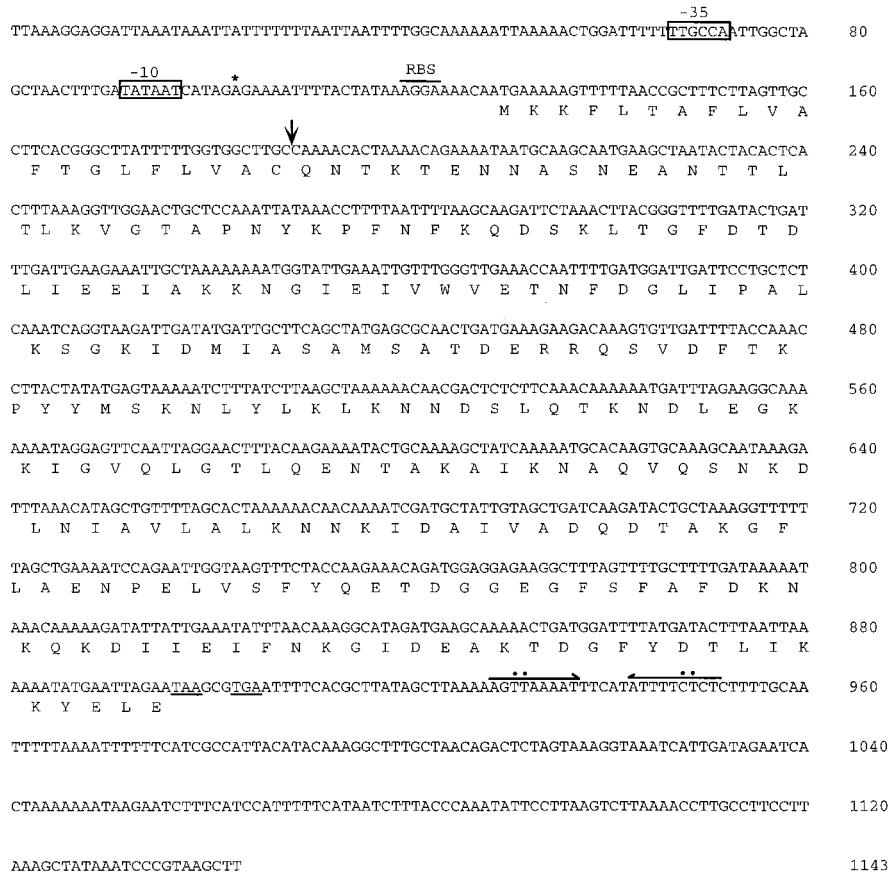 -35
TTAAAGGAGGATTAAATAAATTATTTTTTTAATTAATTTTGGCAAAAAATTAAAAACTGGATTTTTTTGCCAATTGGCTA 80
-10 * RBS
GCTAACTTTGATATAATCATAGAGAAAATTTTACTATAAAGGAAAACAATGAAAAAGTTTTTAACCGCTTTCTTAGTTGC 160
M K K F L T A F L V A
CTTCACGGGCTTATTTTTGGTGGCTTGCCAAAACACTAAAACAGAAAATAATGCAAGCAATGAAGCTAATACTACACTCA 240
F T G L F L V A C Q N T K T E N N A S N E A N T T L
CTTTAAAGGTTGGAACTGCTCCAAATTATAAACCTTTTAATTTTAAGCAAGATTCTAAACTTACGGGTTTTGATACTGAT 320
T L K V G T A P N Y K P F N F K Q D S K L T G F D T D
TTGATTGAAGAAATTGCTAAAAAAAATGGTATTGAAATTGTTTGGGTTGAAACCAATTTTGATGGATTGATTCCTGCTCT 400
L I E E I A K K N G I E I V W V E T N F D G L I P A L
CAAATCAGGTAAGATTGATATGATTGCTTCAGCTATGAGCGCAACTGATGAAAGAAGACAAAGTGTTGATTTTACCAAAC 480
K S G K I D M I A S A M S A T D E R R Q S V D F T K
CTTACTATATGAGTAAAAATCTTTATCTTAAGCTAAAAAACAACGACTCTCTTCAAACAAAAAATGATTTAGAAGGCAAA 560
P Y Y M S K N L Y L K L K N N D S L Q T K N D L E G K
AAAATAGGAGTTCAATTAGGAACTTTACAAGAAAATACTGCAAAAGCTATCAAAAATGCACAAGTGCAAAGCAATAAAGA 640
K I G V Q L G T L Q E N T A K A I K N A Q V Q S N K D
TTTAAACATAGCTGTTTTAGCACTAAAAAACAACAAAATCGATGCTATTGTAGCTGATCAAGATACTGCTAAAGGTTTTT 720
L N I A V L A L K N N K I D A I V A D Q D T A K G F
TAGCTGAAAATCCAGAATTGGTAAGTTTCTACCAAGAAACAGATGGAGGAGAAGGCTTTAGTTTTGCTTTTGATAAAAAT 800
L A E N P E L V S F Y Q E T D G G E G F S F A F D K N
AAACAAAAAGATATTATTGAAATATTTAACAAAGGCATAGATGAAGCAAAAACTGATGGATTTTATGATACTTTAATTAA 880
K Q K D I I E I F N K G I D E A K T D G F Y D T L I K
AAAATATGAATTAGAATAAGCGTGAATTTTCACGCTTATAGCTTAAAAAGTTAAAATTTCATATTTTCTCTCTTTTGCAA 960
K Y E L E
TTTTTAAAATTTTTTCATCGCCATTACATACAAAGGCTTTGCTAACAGACTCTAGTAAAGGTAAATCATTGATAGAATCA 1040
CTAAAAAAATAAGAATCTTTCATCCATTTTTCATAATCTTTACCCAAATATTCCTTAAGTCTTAAAACCTTGCCTTCCTT 1120
AAAGCTATAAATCCCGTAAGCTT 1143